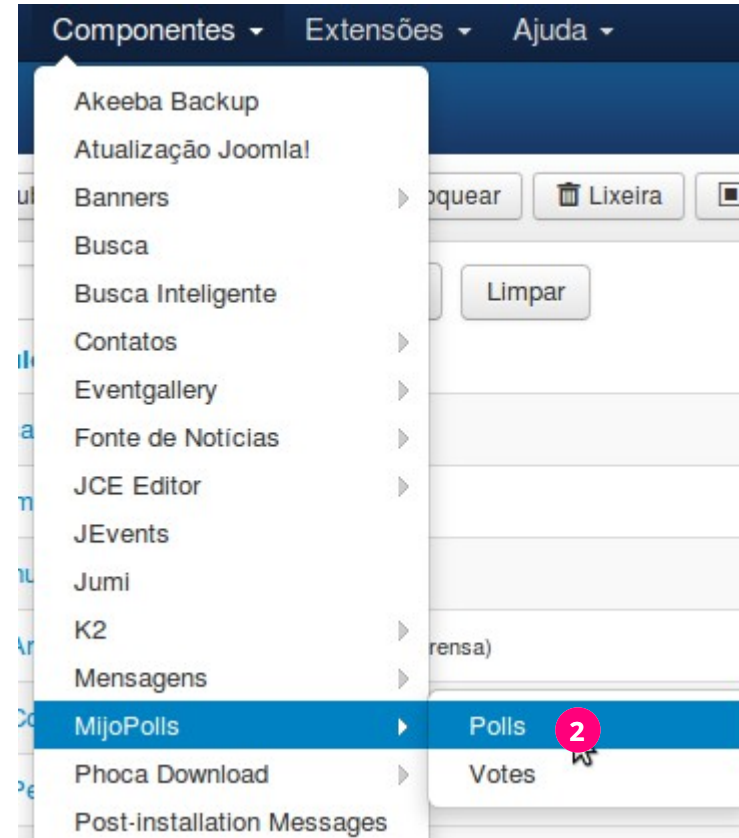 Componentes Extensões Ajuda
Akeeba Backup
Atualização Joomla!
Banners
Lixeira
Busca
Busca Inteligente
Limpar
Contatos
Eventgallery
Fonte de Notícias
JCE Editor
JEvents
Jumi
K2
Mensagens
MijoPolls
Polls 2
Phoca Download
Votes
Post-installation Messages